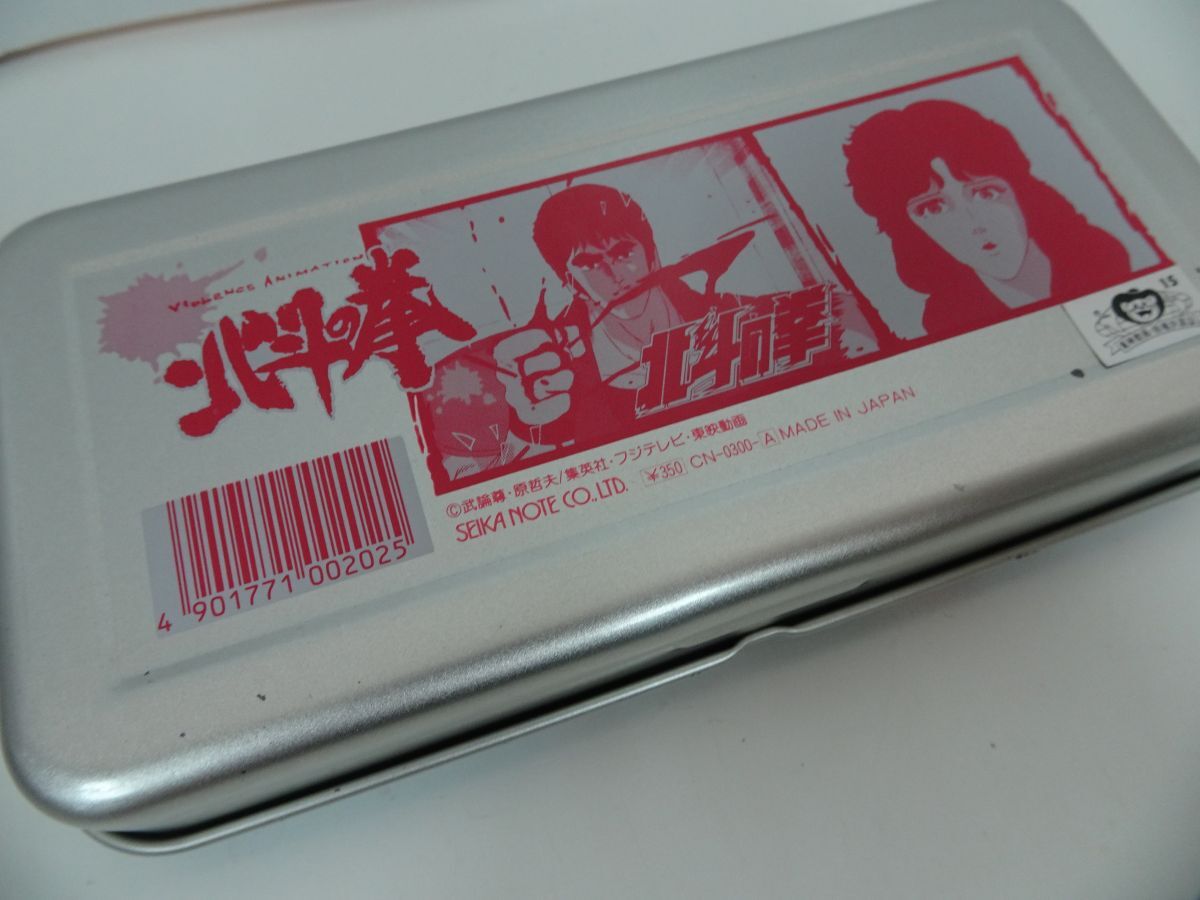 VIOLENCE ANIMATION
北斗の拳
北斗の拳
©武論尊・原哲夫/集英社・フジテレビ・東映動画
SEIKA NOTE CO.,LTD. ¥350 CN-0300-A MADE IN JAPAN
4 901771 002025
15